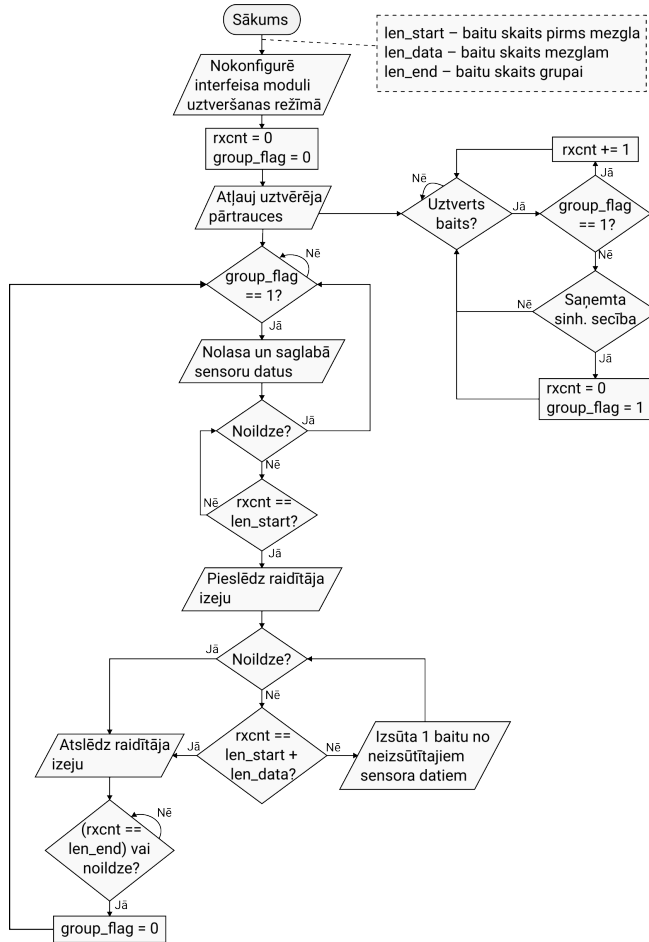 Sākums
len_start – baitu skaits pirms mezgla
len_data – baitu skaits mezglam
len_end – baitu skaits grupai
Nokonfigurē
interfeisa moduli
uztveršanas režīmā
rxcnt = 0
group_flag = 0
Atļauj uztvērēja
pārtrauces
rxcnt += 1
Nē
Uztverts
baits?
Jā
Jā
group_flag
== 1?
Nē
Saņemta
sinh. secība
Nē
Jā
rxcnt = 0
group_flag = 1
Nē
group_flag
== 1?
Jā
Nolasa un saglabā
sensoru datus
Noildze?
Jā
Nē
rxcnt ==
len_start?
Nē
Jā
Pieslēdz raidītāja
izeju
Jā
Noildze?
Nē
rxcnt ==
len_start +
len_data?
Jā
Nē
Izsūta 1 baitu no
neizsūtītajiem
sensora datiem
Atslēdz raidītāja
izeju
Nē
(rxcnt ==
len_end) vai
noildze?
Jā
group_flag = 0